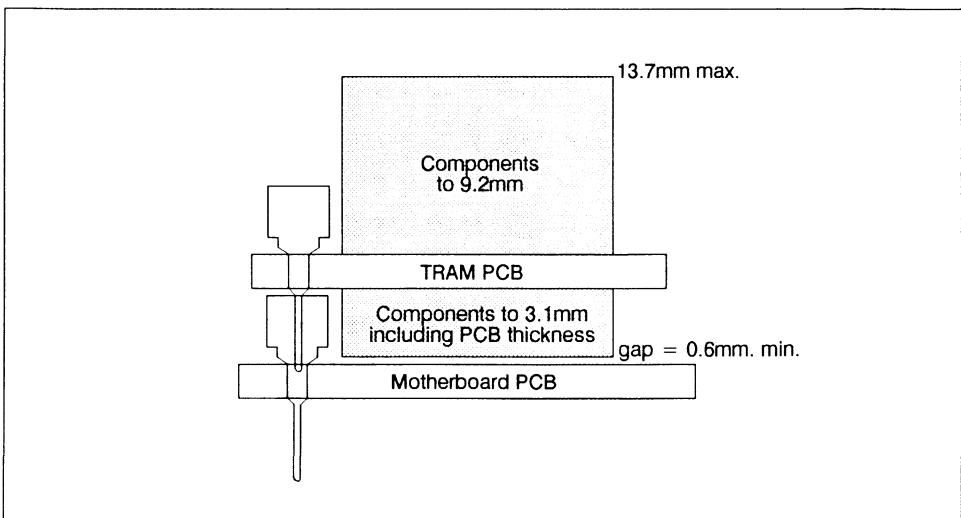 13.7mm max.
Components
to 9.2mm
TRAM PCB
Components to 3.1mm
including PCB thickness
gap = 0.6mm. min.
Motherboard PCB